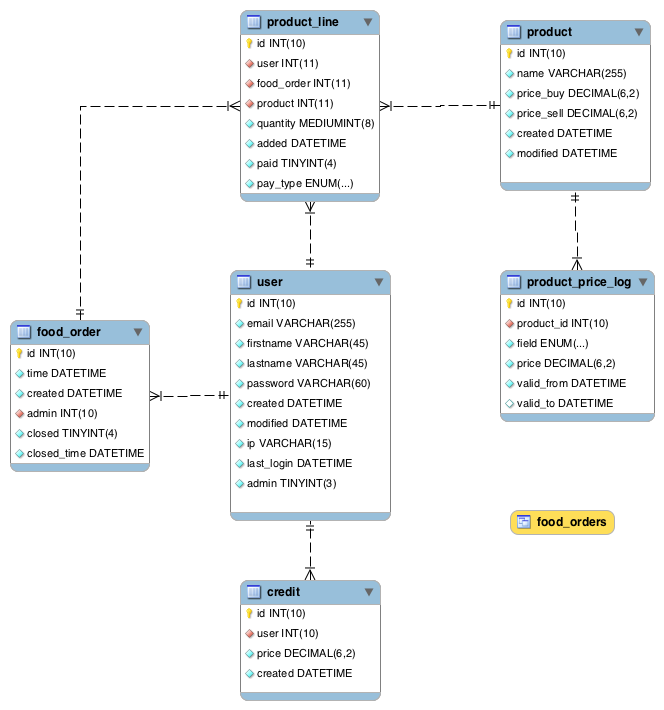 product_line
id INT(10)
user INT(11)
food_order INT(11)
product INT(11)
quantity MEDIUMINT(8)
added DATETIME
paid TINYINT(4)
pay_type ENUM(...)
product
id INT(10)
name VARCHAR(255)
price_buy DECIMAL(6,2)
price_sell DECIMAL(6,2)
created DATETIME
modified DATETIME
user
id INT(10)
email VARCHAR(255)
firstname VARCHAR(45)
lastname VARCHAR(45)
password VARCHAR(60)
created DATETIME
modified DATETIME
ip VARCHAR(15)
last_login DATETIME
admin TINYINT(3)
product_price_log
id INT(10)
product_id INT(10)
field ENUM(...)
price DECIMAL(6,2)
valid_from DATETIME
valid_to DATETIME
food_order
id INT(10)
time DATETIME
created DATETIME
admin INT(10)
closed TINYINT(4)
closed_time DATETIME
food_orders
credit
id INT(10)
user INT(10)
price DECIMAL(6,2)
created DATETIME